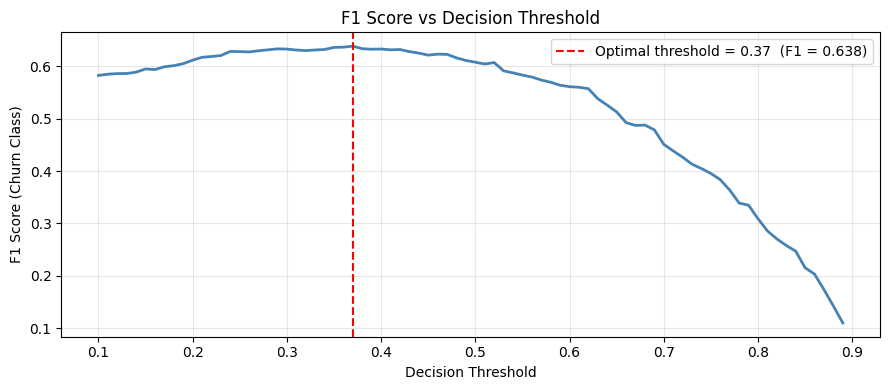 F1 Score vs Decision Threshold
Optimal threshold = 0.37 (F1 = 0.638)
F1 Score (Churn Class)
0.6
0.5
0.4
0.3
0.2
0.1
0.1 0.2 0.3 0.4 0.5 0.6 0.7 0.8 0.9
Decision Threshold